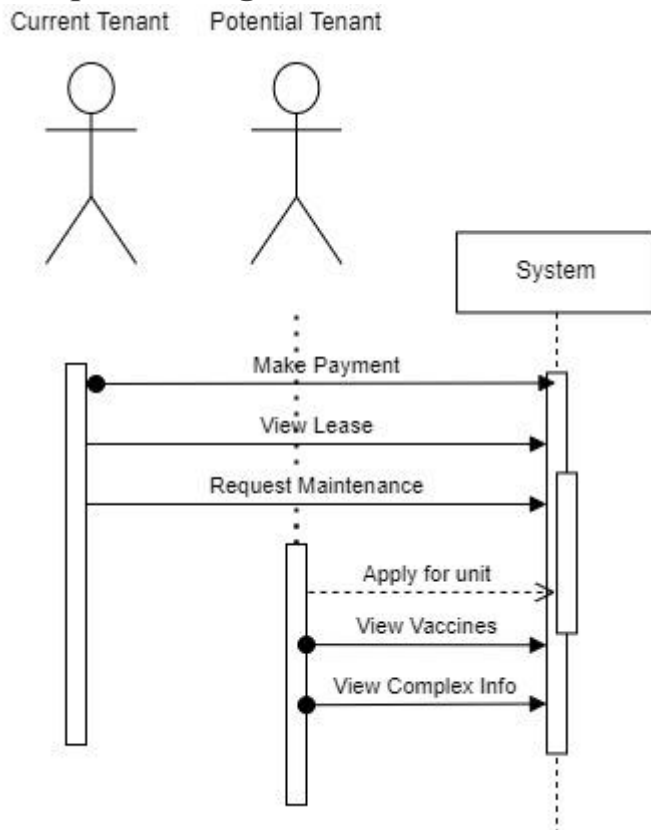 Current Tenant
Potential Tenant
System
Make Payment
View Lease
Request Maintenance
Apply for unit
View Vaccines
View Complex Info